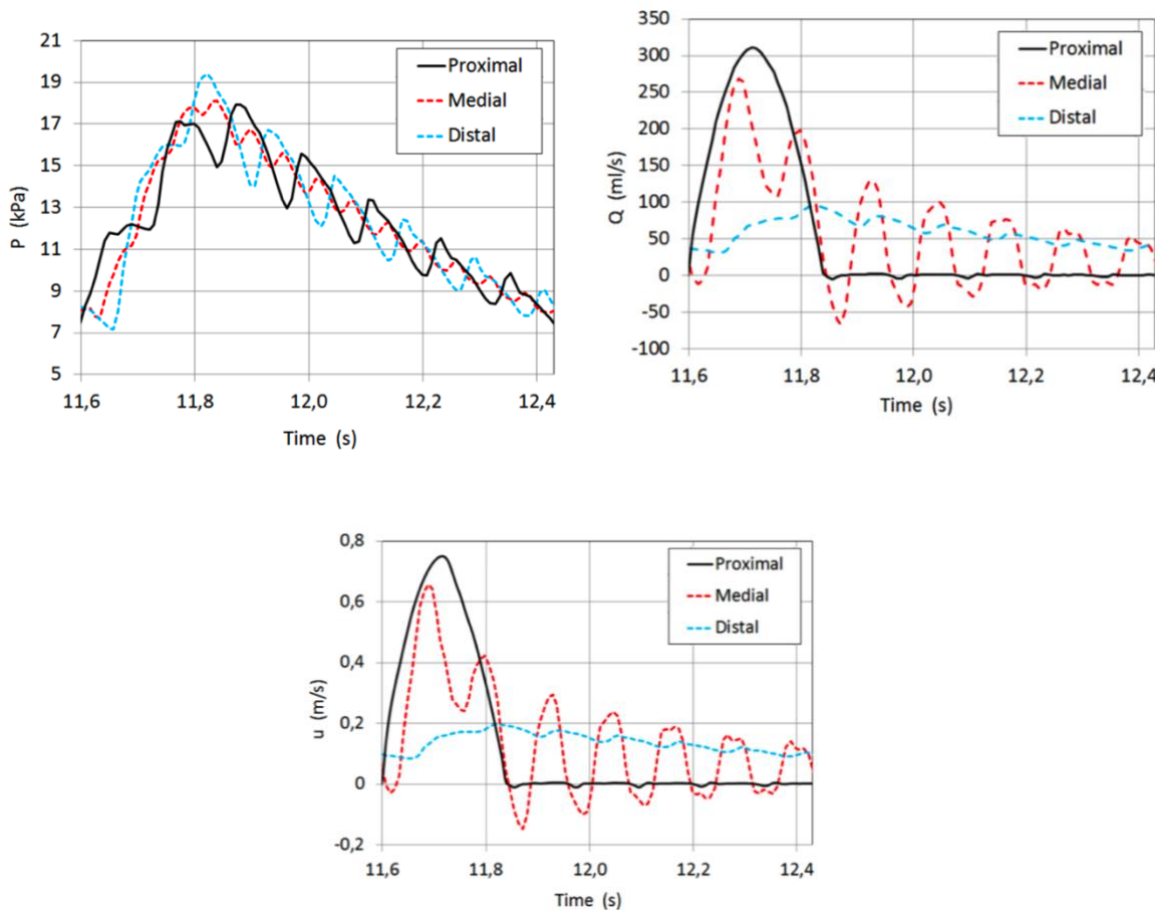 21
19
17
15
13
11
9
7
5
P (kPa)
11,6
11,8
12,0
12,2
12,4
Time (s)
Proximal
Medial
Distal
350
300
250
200
150
100
50
0
-50
-100
Q (ml/s)
11,6
11,8
12,0
12,2
12,4
Time (s)
Proximal
Medial
Distal
0,8
0,6
0,4
0,2
0
-0,2
u (m/s)
11,6
11,8
12,0
12,2
12,4
Time (s)
Proximal
Medial
Distal